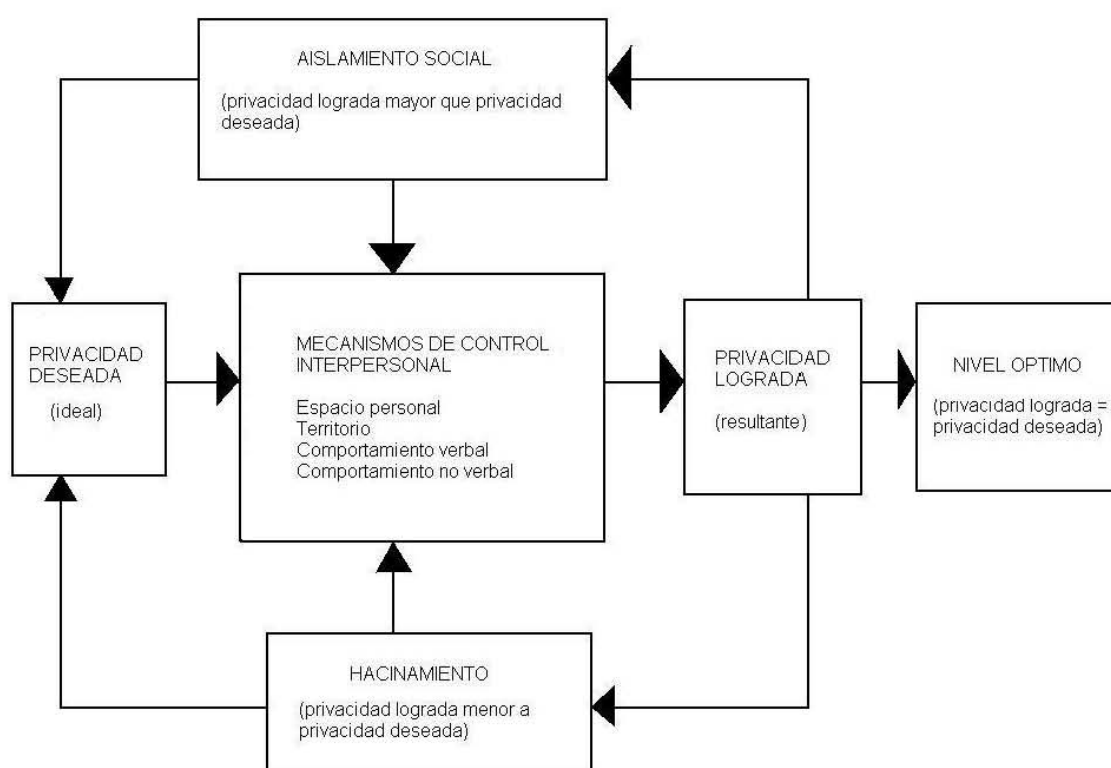 AISLAMIENTO SOCIAL
(privacidad lograda mayor que privacidad
deseada)
PRIVACIDAD
DESEADA
(ideal)
MECANISMOS DE CONTROL
INTERPERSONAL
Espacio personal
Territorio
Comportamiento verbal
Comportamiento no verbal
PRIVACIDAD
LOGRADA
(resultante)
NIVEL OPTIMO
(privacidad lograda =
privacidad deseada)
HACINAMIENTO
(privacidad lograda menor a
privacidad deseada)